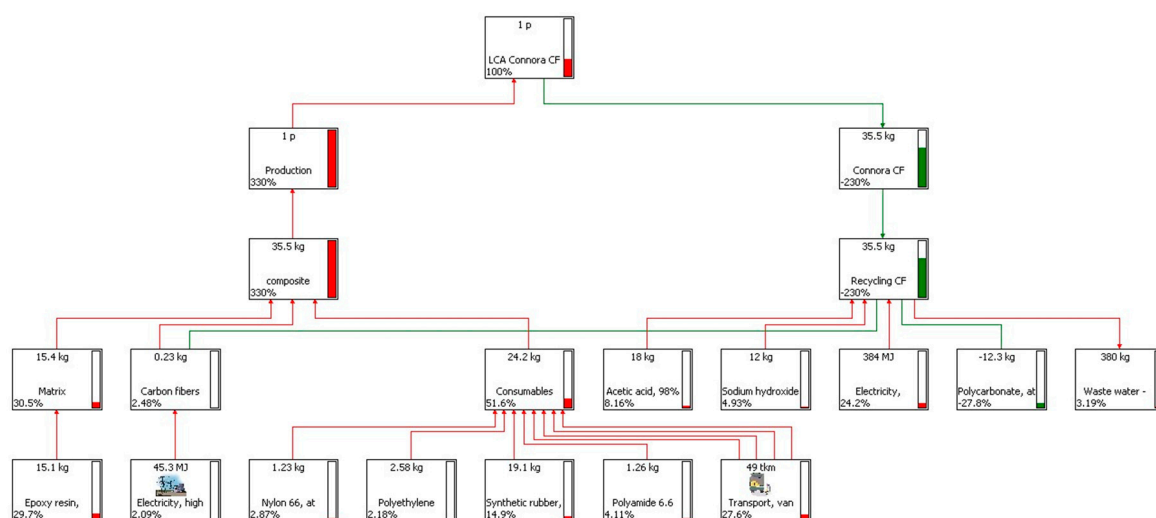 1 p
LCA Connora CF
100%
1 p
Production
330%
35.5 kg
Connora CF
-230%
35.5 kg
composite
330%
35.5 kg
Recycling CF
-230%
15.4 kg
Matrix
30.5%
0.23 kg
Carbon fibers
2.48%
24.2 kg
Consumables
51.6%
18 kg
Acetic acid, 98%
8.16%
12 kg
Sodium hydroxide
4.93%
384 MJ
Electricity,
24.2%
-12.3 kg
Polycarbonate, at
-27.8%
380 kg
Waste water -
3.19%
15.1 kg
Epoxy resin,
29.7%
45.3 MJ
Electricity, high
2.09%
1.23 kg
Nylon 66, at
2.87%
2.58 kg
Polyethylene
2.18%
19.1 kg
Synthetic rubber,
14.9%
1.26 kg
Polyamide 6.6
4.11%
49 tkm
Transport, van
27.6%